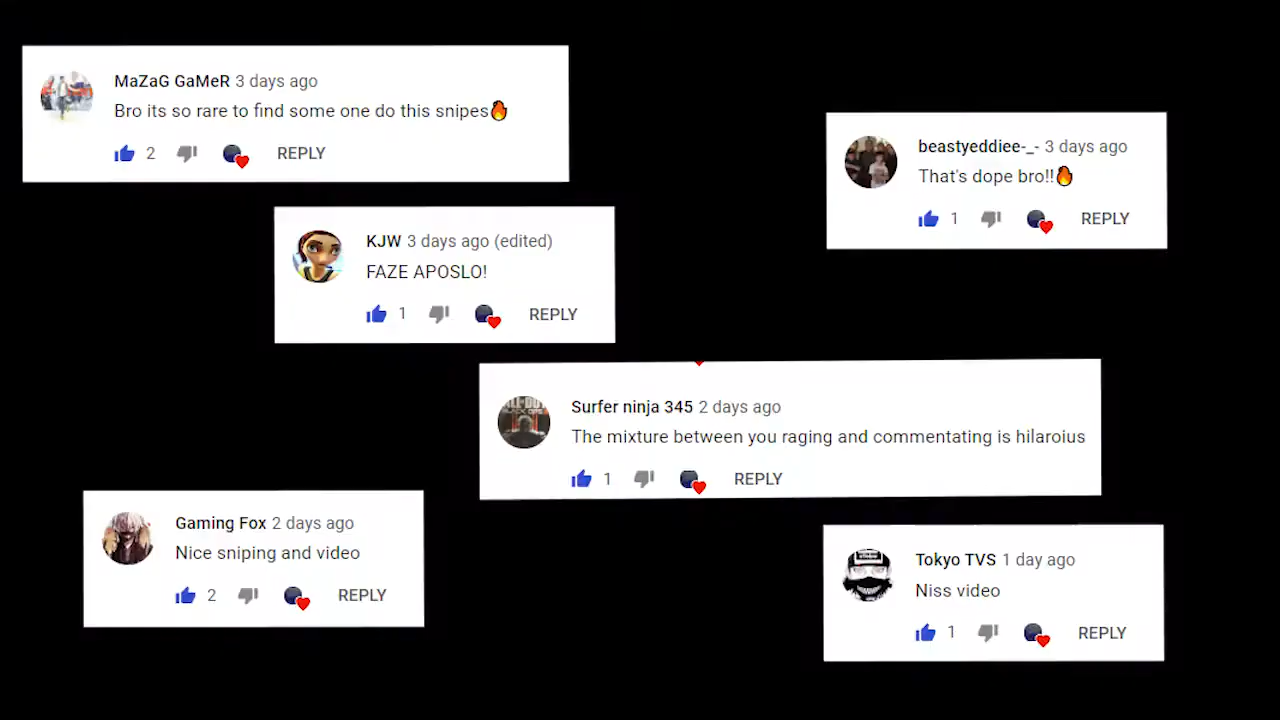 MaZaG GaMeR 3 days ago
Bro its so rare to find some one do this snipes🔥
2 REPLY
beastyeddiee-_- 3 days ago
That's dope bro!!🔥
1 REPLY
KJW 3 days ago (edited)
FAZE APOSLO!
1 REPLY
Surfer ninja 345 2 days ago
The mixture between you raging and commentating is hilaroius
1 REPLY
Gaming Fox 2 days ago
Nice sniping and video
2 REPLY
Tokyo TVS 1 day ago
Niss video
1 REPLY